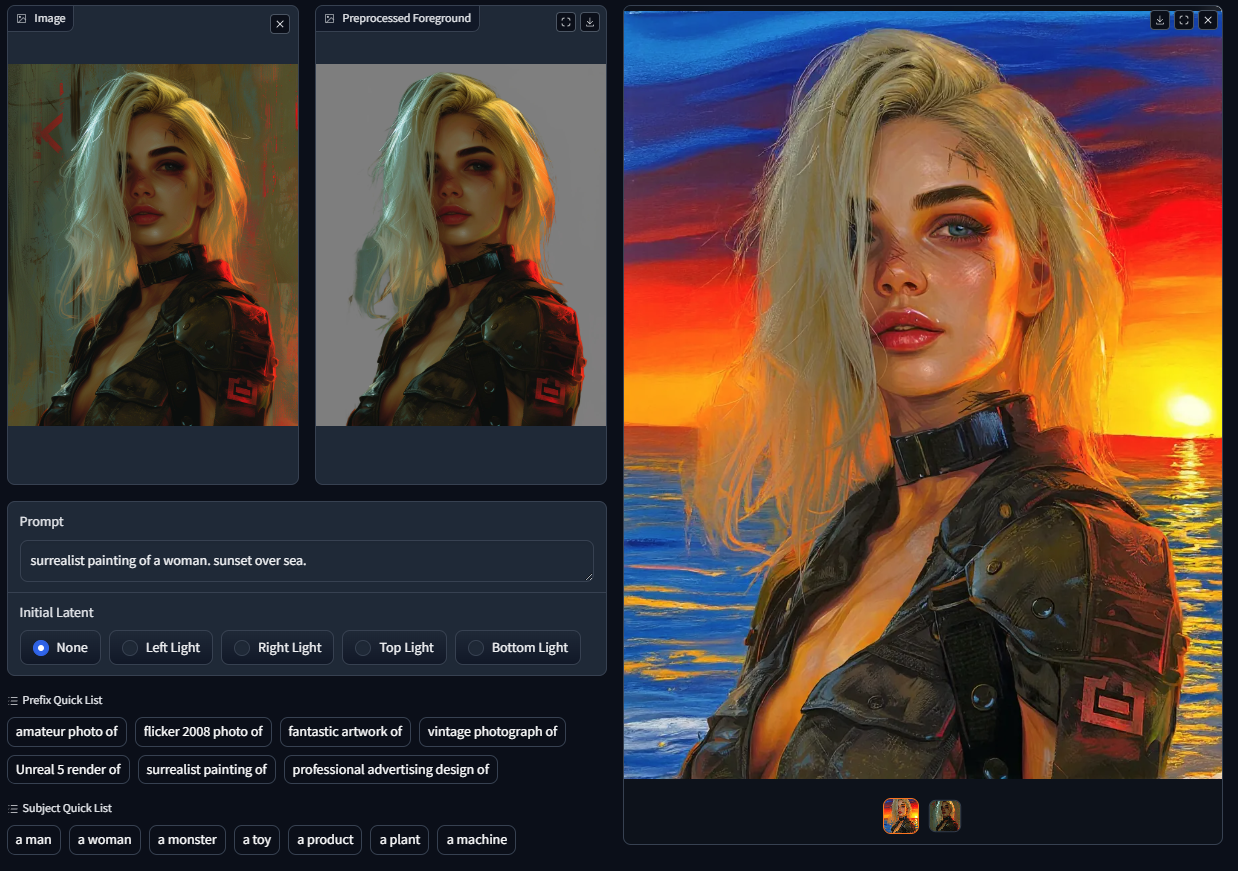 Image
Preprocessed Foreground
Prompt
surrealist painting of a woman. sunset over sea.
Initial Latent
None Left Light Right Light Top Light Bottom Light
Prefix Quick List
amateur photo of flicker 2008 photo of fantastic artwork of vintage photograph of
Unreal 5 render of surrealist painting of professional advertising design of
Subject Quick List
a man a woman a monster a toy a product a plant a machine